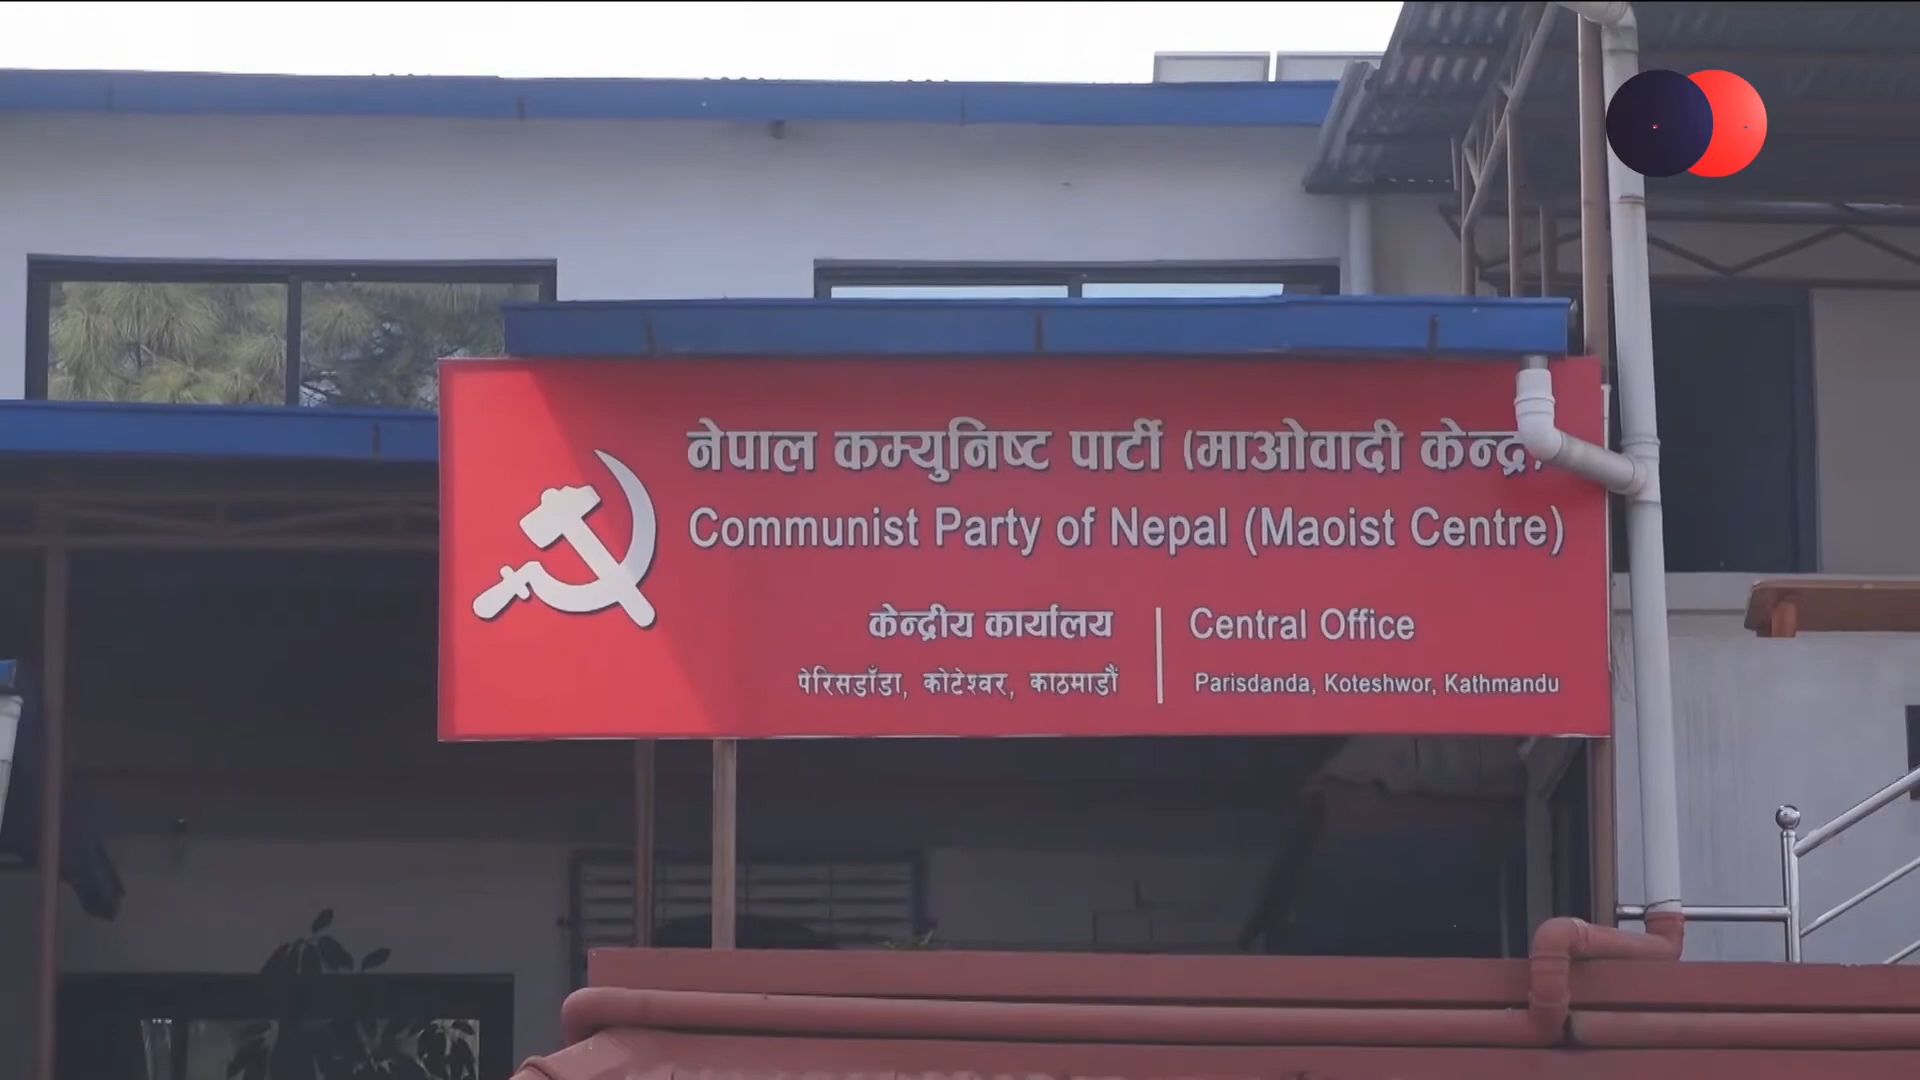 नेपाल कम्युनिष्ट पार्टी (माओवादी केन्द्र)
Communist Party of Nepal (Maoist Centre)
केन्द्रीय कार्यालय
पेरिसडाँडा, कोटेश्वर, काठमाडौं
Central Office
Parisdanda, Koteshwor, Kathmandu